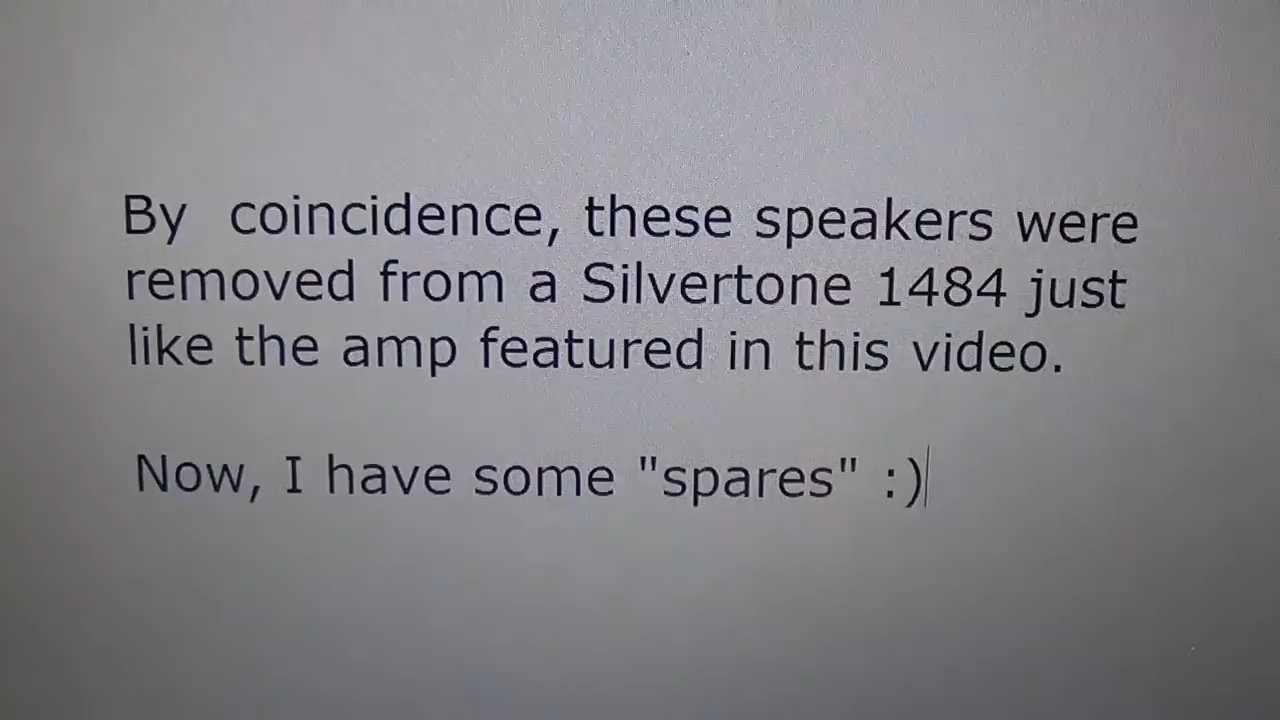 By  coincidence, these speakers were
removed from a Silvertone 1484 just
like the amp featured in this video.
Now, I have some "spares" :)